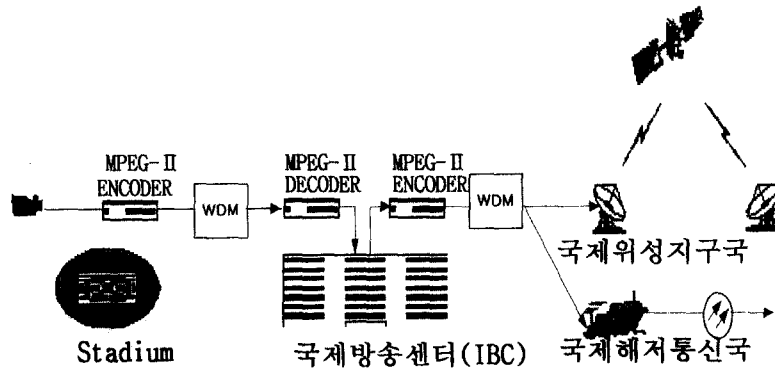 MPEG-II
ENCODER
WDM
MPEG-II
DECODER
MPEG-II
ENCODER
WDM
국제위성지구국
Stadium
국제방송센터(IBC)
국제해저통신국